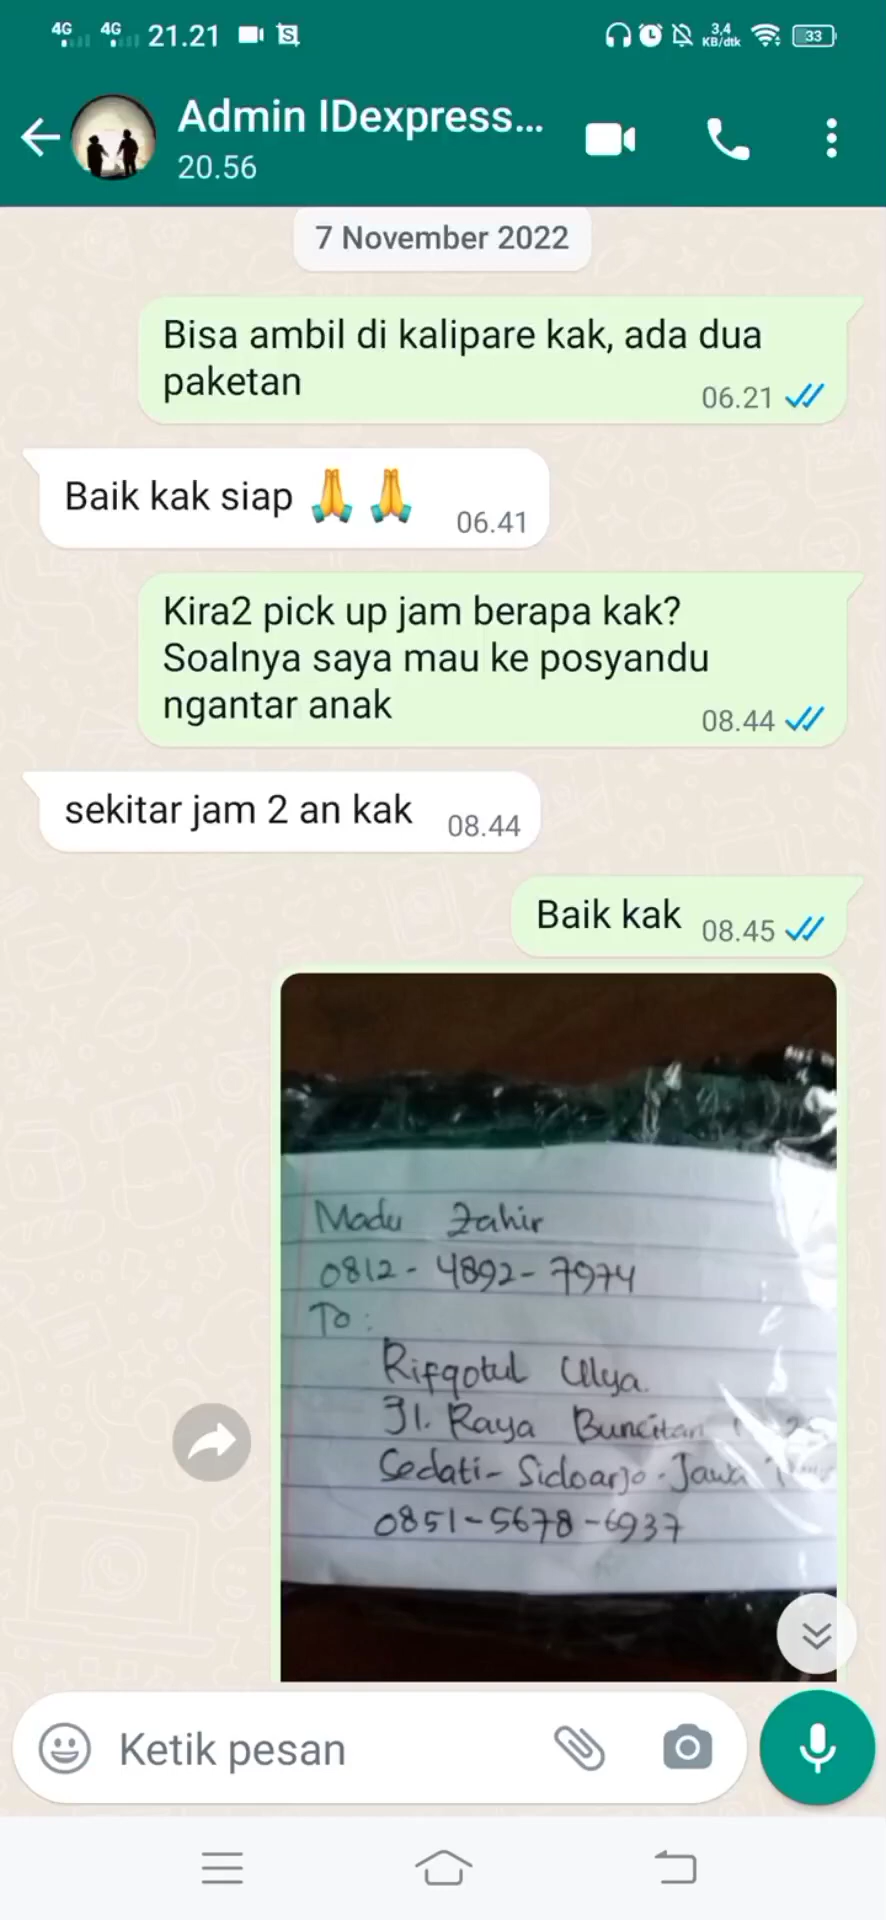 4G 4G 21.21 3,4 KB/dtk 33
Admin IDexpress...
20.56
7 November 2022
Bisa ambil di kalipare kak, ada dua
paketan
06.21
Baik kak siap 🙏 🙏 06.41
Kira2 pick up jam berapa kak?
Soalnya saya mau ke posyandu
ngantar anak
08.44
sekitar jam 2 an kak 08.44
Baik kak 08.45
Madu Zahir
0812-4892-7974
To:
Rifqotul Ulya.
Jl. Raya Buncitan
Sedati-Sidoarjo-Jawa
0851-5678-6937
Ketik pesan